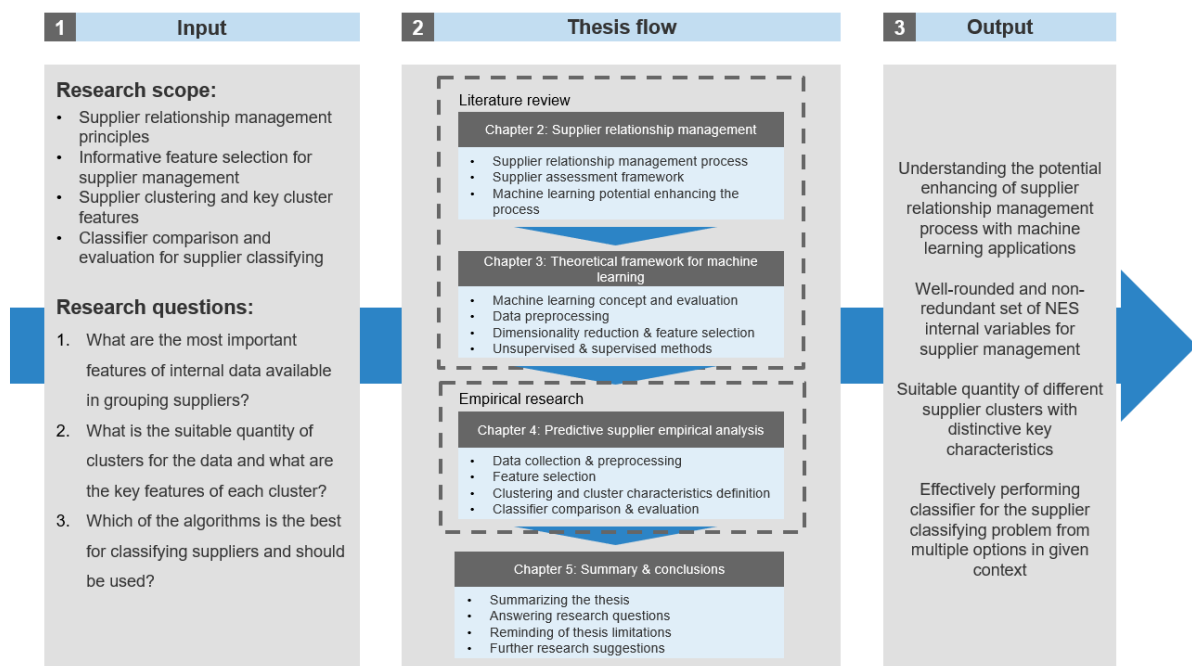 1 Input
Research scope:
• Supplier relationship management
principles
• Informative feature selection for
supplier management
• Supplier clustering and key cluster
features
• Classifier comparison and
evaluation for supplier classifying
Research questions:
1. What are the most important
features of internal data available
in grouping suppliers?
2. What is the suitable quantity of
clusters for the data and what are
the key features of each cluster?
3. Which of the algorithms is the best
for classifying suppliers and should
be used?
2 Thesis flow
Literature review
Chapter 2: Supplier relationship management
• Supplier relationship management process
• Supplier assessment framework
• Machine learning potential enhancing the
process
Chapter 3: Theoretical framework for machine
learning
• Machine learning concept and evaluation
• Data preprocessing
• Dimensionality reduction & feature selection
• Unsupervised & supervised methods
Empirical research
Chapter 4: Predictive supplier empirical analysis
• Data collection & preprocessing
• Feature selection
• Clustering and cluster characteristics definition
• Classifier comparison & evaluation
Chapter 5: Summary & conclusions
• Summarizing the thesis
• Answering research questions
• Reminding of thesis limitations
• Further research suggestions
3 Output
Understanding the potential
enhancing of supplier
relationship management
process with machine
learning applications
Well-rounded and non-
redundant set of NES
internal variables for
supplier management
Suitable quantity of different
supplier clusters with
distinctive key
characteristics
Effectively performing
classifier for the supplier
classifying problem from
multiple options in given
context